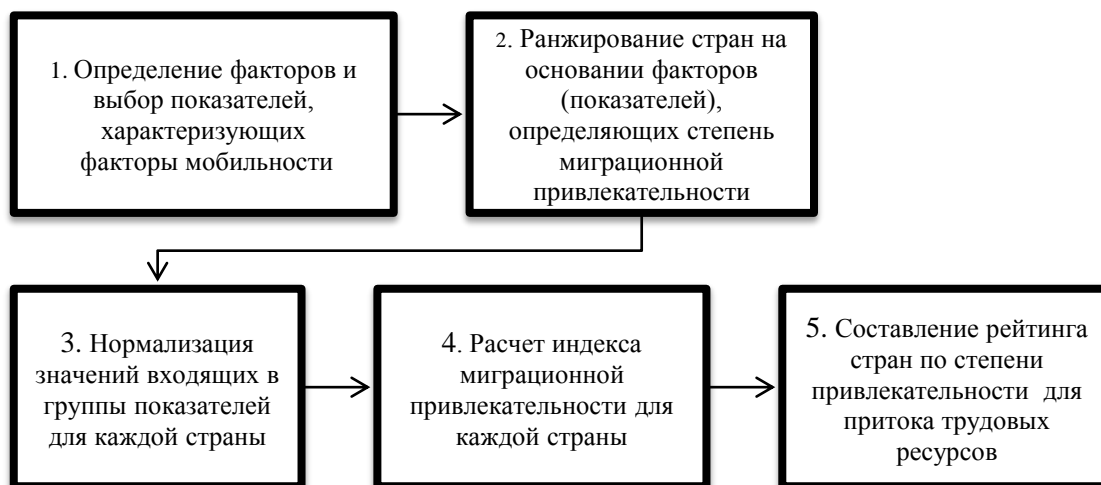 1. Определение факторов и
выбор показателей,
характеризующих
факторы мобильности
2. Ранжирование стран на
основании факторов
(показателей),
определяющих степень
миграционной
привлекательности
3. Нормализация
значений входящих в
группы показателей
для каждой страны
4. Расчет индекса
миграционной
привлекательности для
каждой страны
5. Составление рейтинга
стран по степени
привлекательности для
притока трудовых
ресурсов